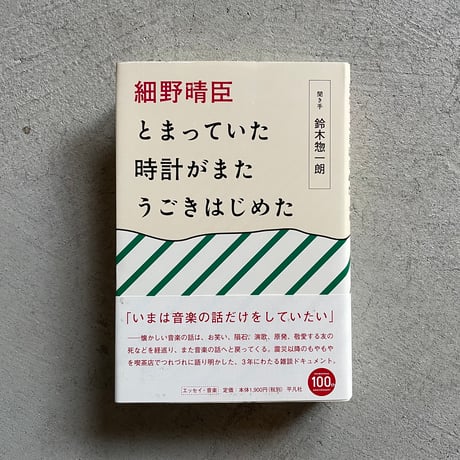 細野晴臣
とまっていた
時計がまた
うごきはじめた
聞き手 鈴木惣一朗
「いまは音楽の話だけをしていたい」
――懐かしい音楽の話は、お笑い、隕石、演歌、原発、敬愛する友の
死などを経巡り、また音楽の話へと戻ってくる。震災以降のもやもや
を喫茶店でつれづれに語り明かした、3年にわたる雑談ドキュメント。
エッセイ・音楽 定価:本体1,900円(税別) 平凡社
100th